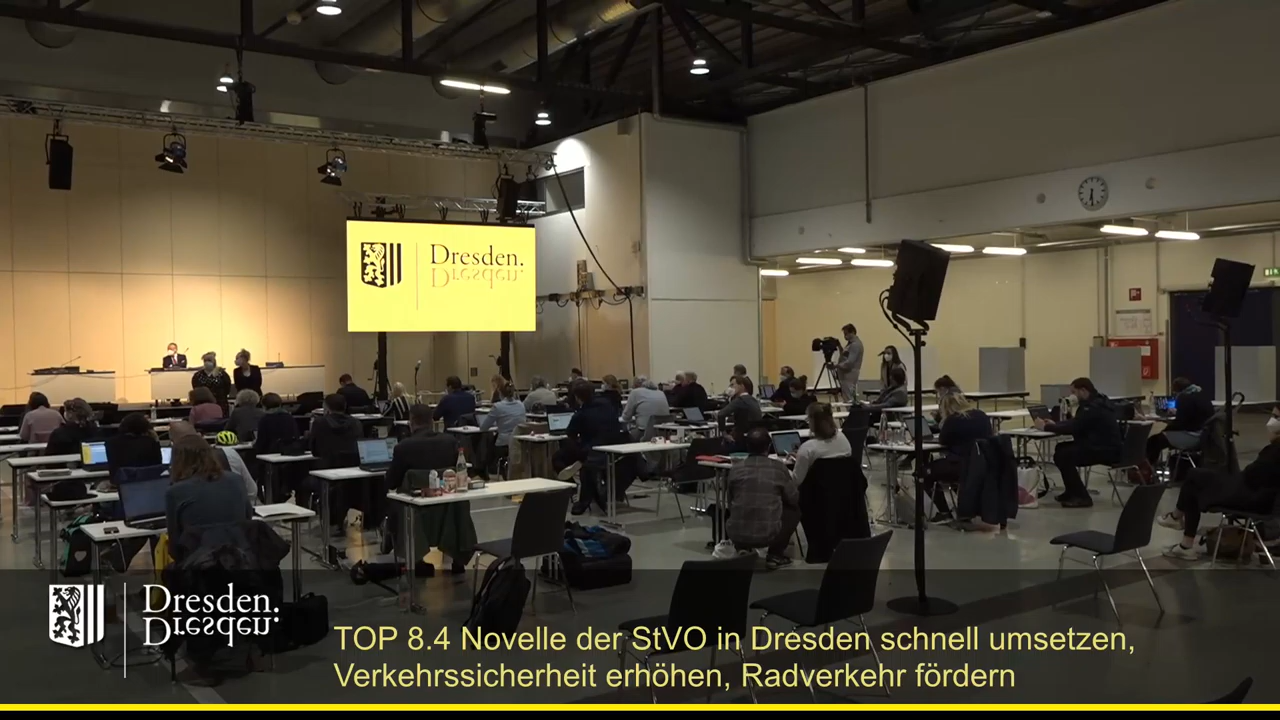 Dresden.
Dresden.
Dresden.
Dresden.
TOP 8.4 Novelle der StVO in Dresden schnell umsetzen,
Verkehrssicherheit erhöhen, Radverkehr fördern